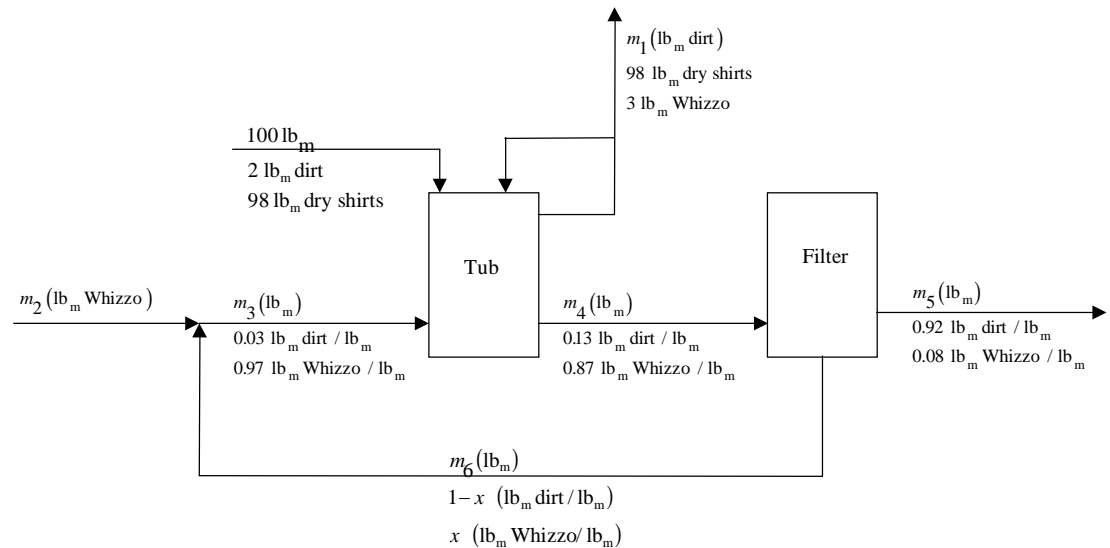 m1 (lbm dirt)
98 lbm dry shirts
3 lbm Whizzo
100 lbm
2 lbm dirt
98 lbm dry shirts
Tub
Filter
m2 (lbm Whizzo)
m3 (lbm)
0.03 lbm dirt / lbm
0.97 lbm Whizzo / lbm
m4 (lbm)
0.13 lbm dirt / lbm
0.87 lbm Whizzo / lbm
m5 (lbm)
0.92 lbm dirt / lbm
0.08 lbm Whizzo / lbm
m6 (lbm)
1− x (lbm dirt/lbm)
x (lbm Whizzo/lbm)